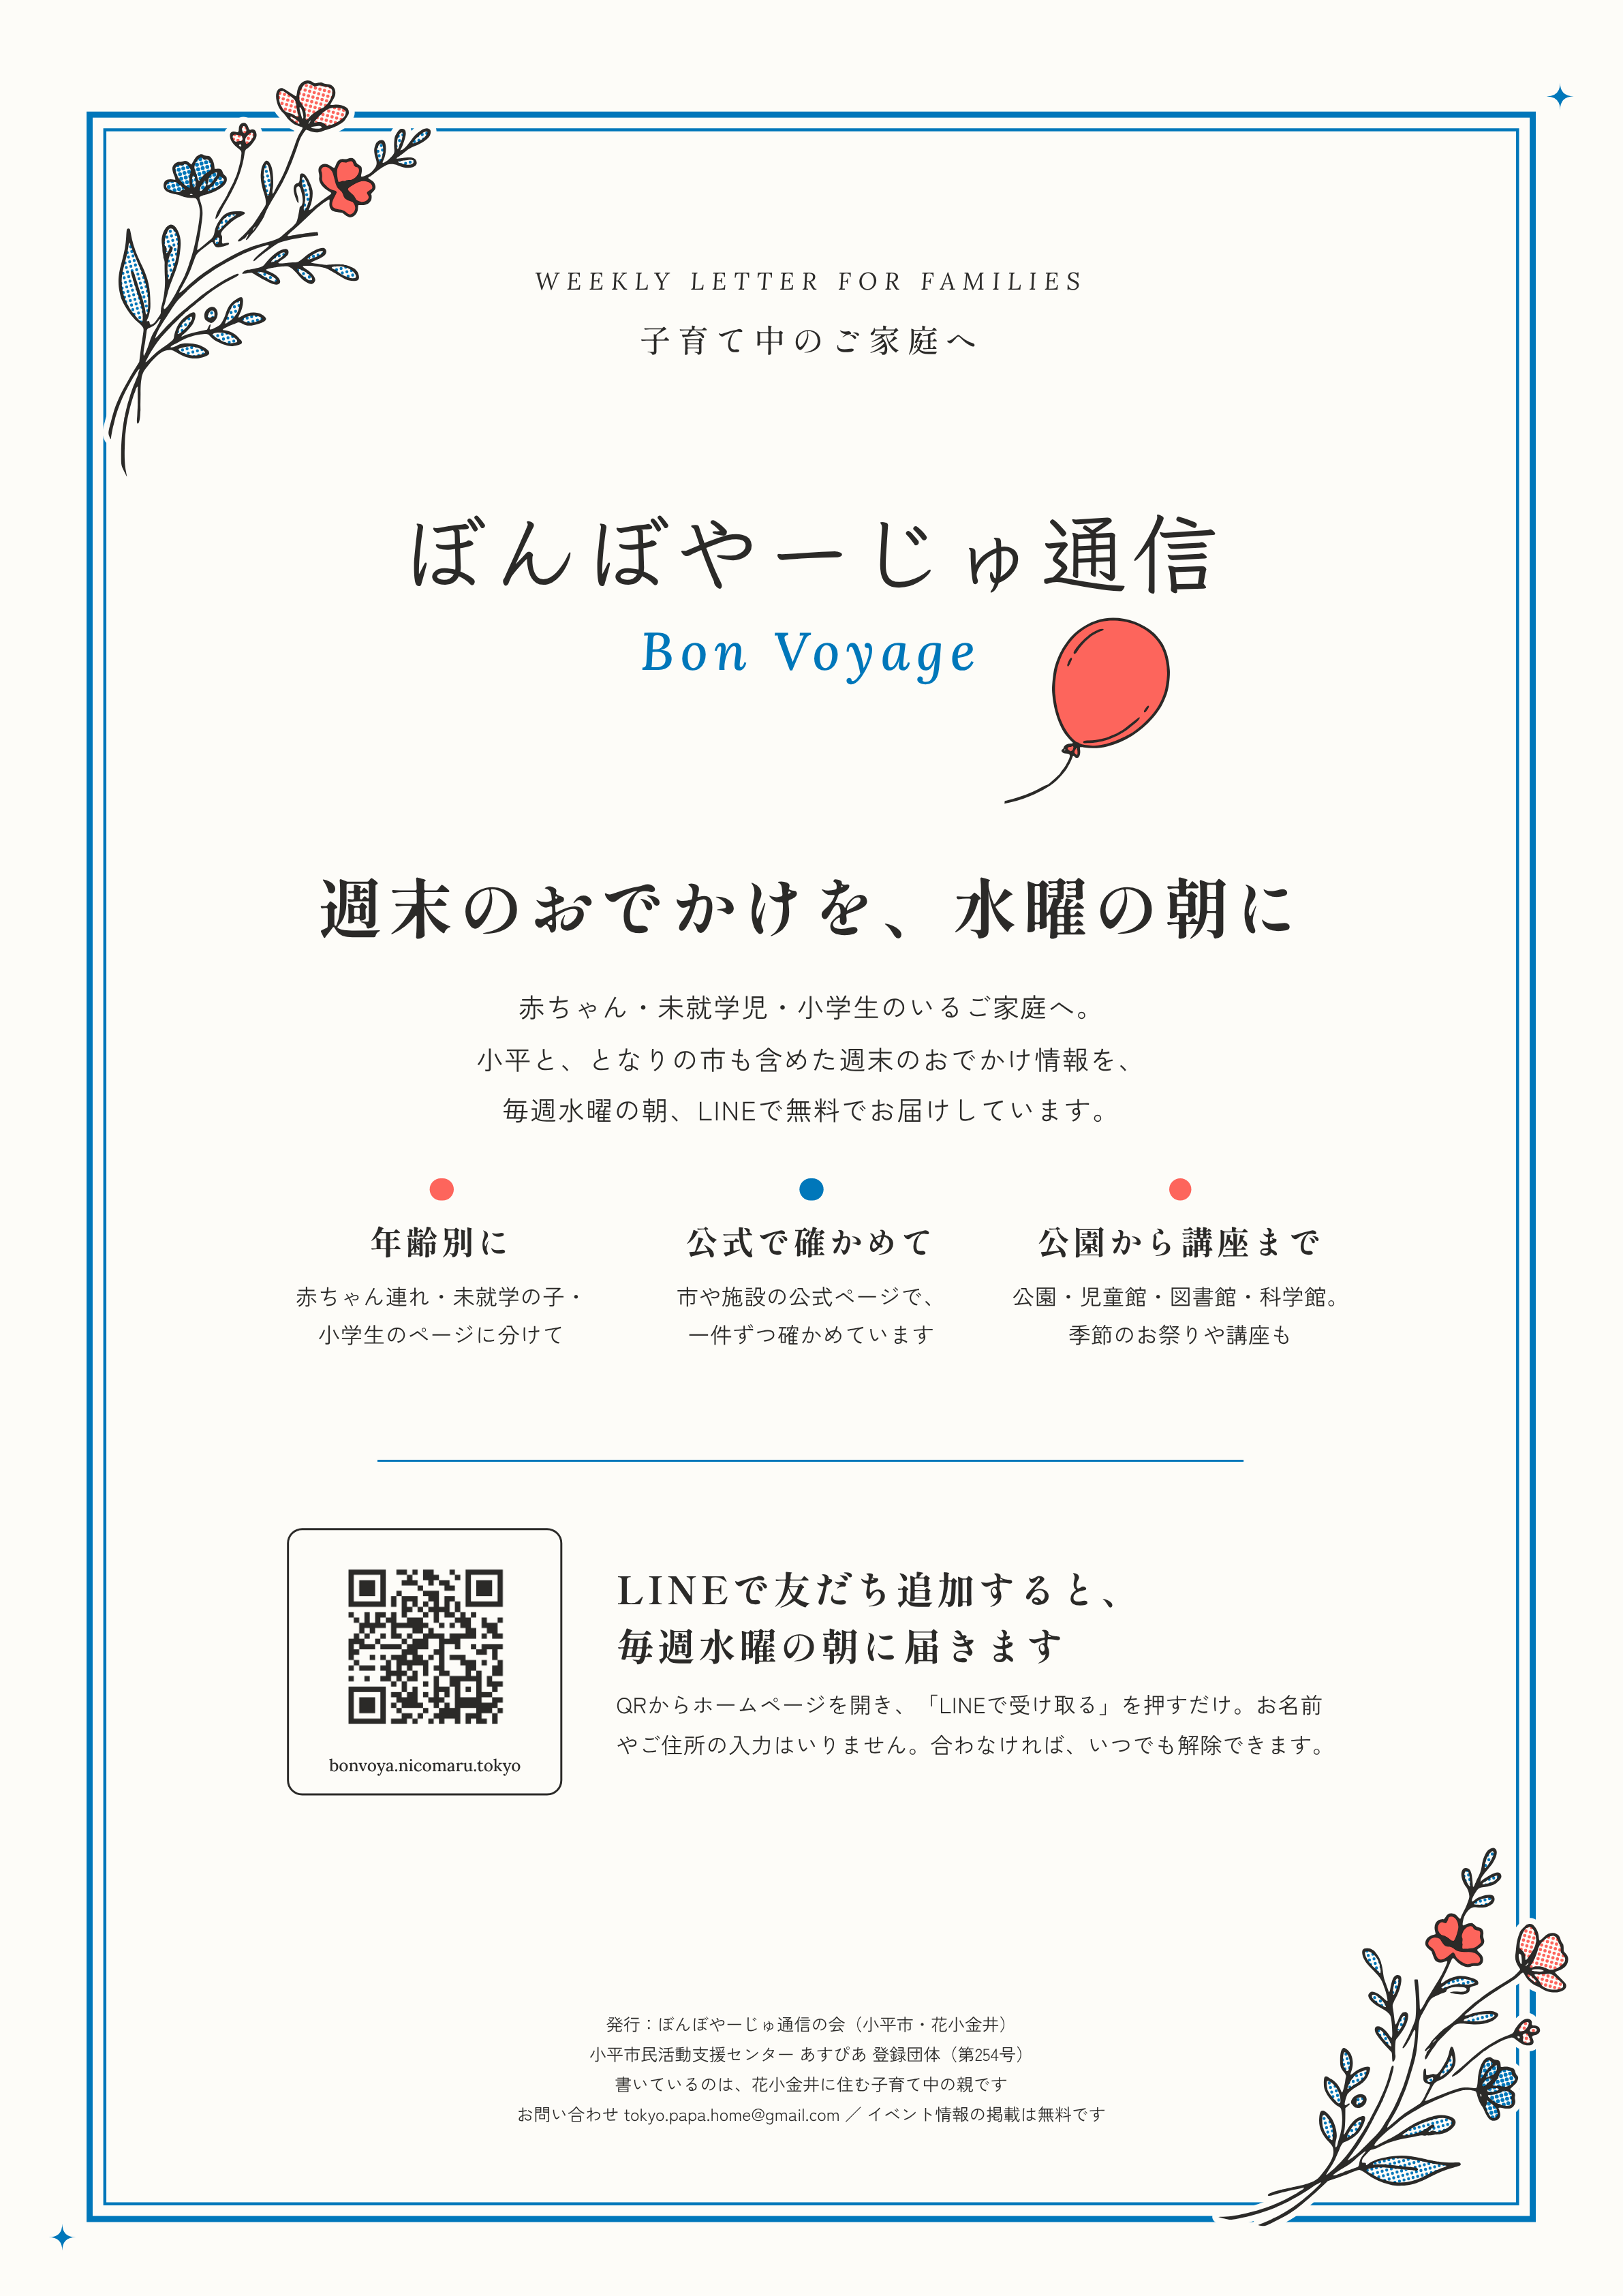 WEEKLY LETTER FOR FAMILIES
子育て中のご家庭へ
ぼんぼやーじゅ通信
Bon Voyage
週末のおでかけを、水曜の朝に
赤ちゃん・未就学児・小学生のいるご家庭へ。
小平と、となりの市も含めた週末のおでかけ情報を、
毎週水曜の朝、LINEで無料でお届けしています。
年齢別に
赤ちゃん連れ・未就学の子・
小学生のページに分けて
公式で確かめて
市や施設の公式ページで、
一件ずつ確かめています
公園から講座まで
公園・児童館・図書館・科学館。
季節のお祭りや講座も
bonvoya.nicomaru.tokyo
LINEで友だち追加すると、
毎週水曜の朝に届きます
QRからホームページを開き、「LINEで受け取る」を押すだけ。お名前
やご住所の入力はいりません。合わなければ、いつでも解除できます。
発行：ぼんぼやーじゅ通信の会（小平市・花小金井）
小平市民活動支援センター あすぴあ 登録団体（第254号）
書いているのは、花小金井に住む子育て中の親です
お問い合わせ tokyo.papa.home@gmail.com ／ イベント情報の掲載は無料です